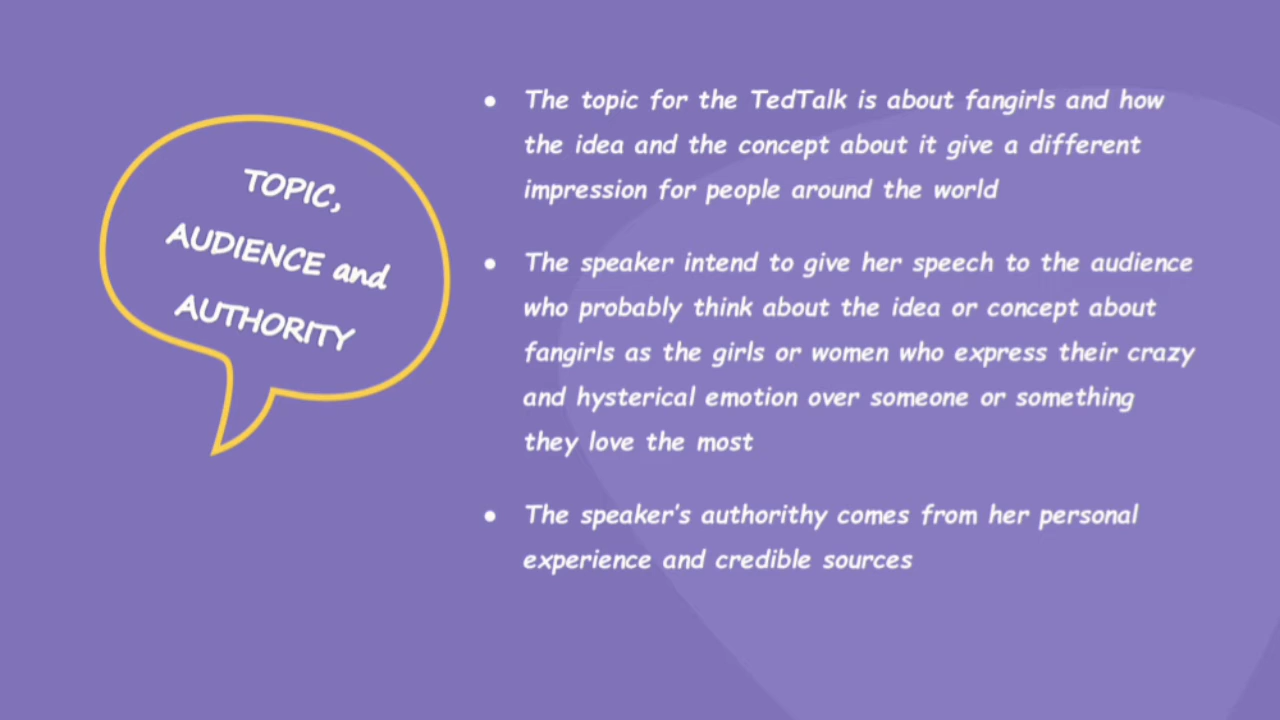 TOPIC,
AUDIENCE and
AUTHORITY
• The topic for the TedTalk is about fangirls and how
the idea and the concept about it give a different
impression for people around the world
• The speaker intend to give her speech to the audience
who probably think about the idea or concept about
fangirls as the girls or women who express their crazy
and hysterical emotion over someone or something
they love the most
• The speaker's authorithy comes from her personal
experience and credible sources